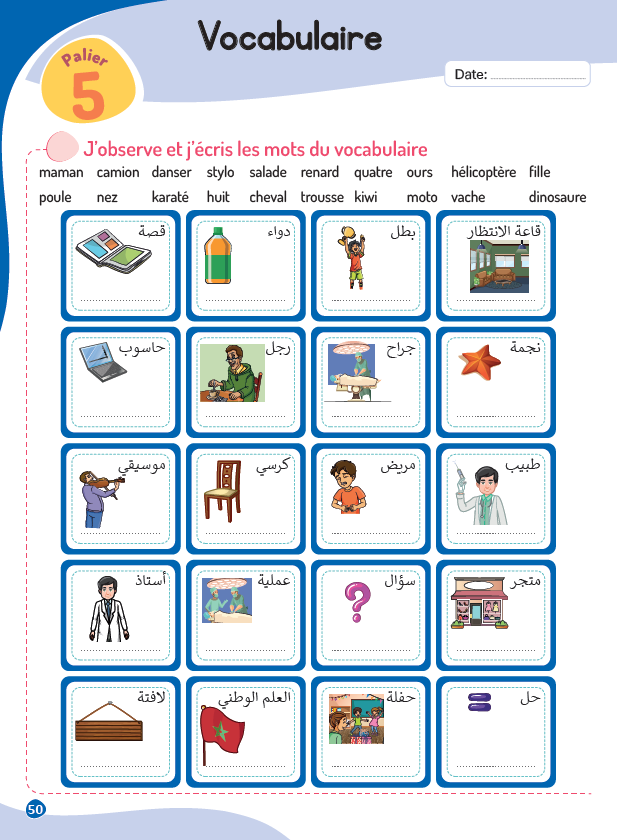 Vocabulaire
Palier
5
Date:
J'observe et j'écris les mots du vocabulaire
maman camion danser stylo salade renard quatre ours hélicoptère fille
poule nez karaté huit cheval trousse kiwi moto vache dinosaure
قصة
دواء
بطل
قاعة الانتظار
حاسوب
رجل
جراح
نجمة
موسيقي
كرسي
مريض
طبيب
أستاذ
عملية
سؤال
متجر
لافتة
العلم الوطني
حفلة
حل
50